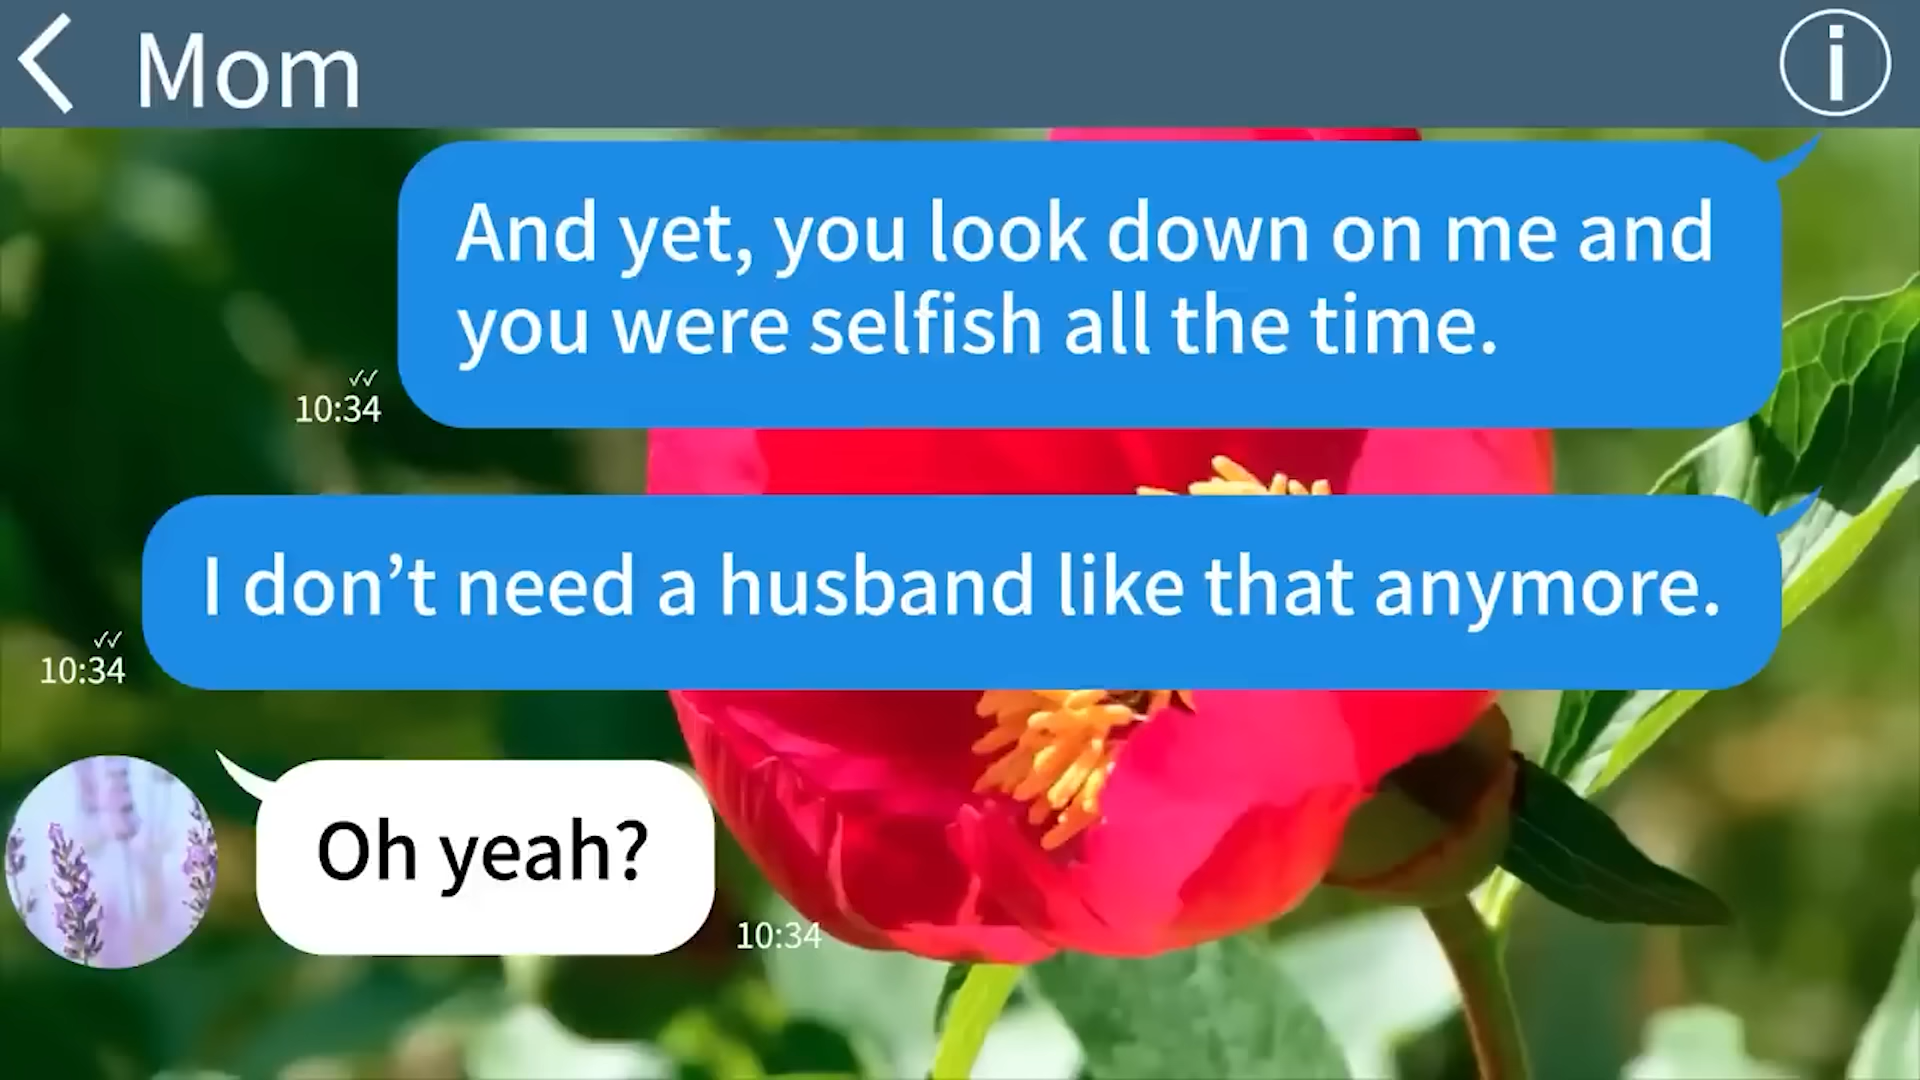 Mom
And yet, you look down on me and
you were selfish all the time.
10:34
I don’t need a husband like that anymore.
10:34
Oh yeah?
10:34